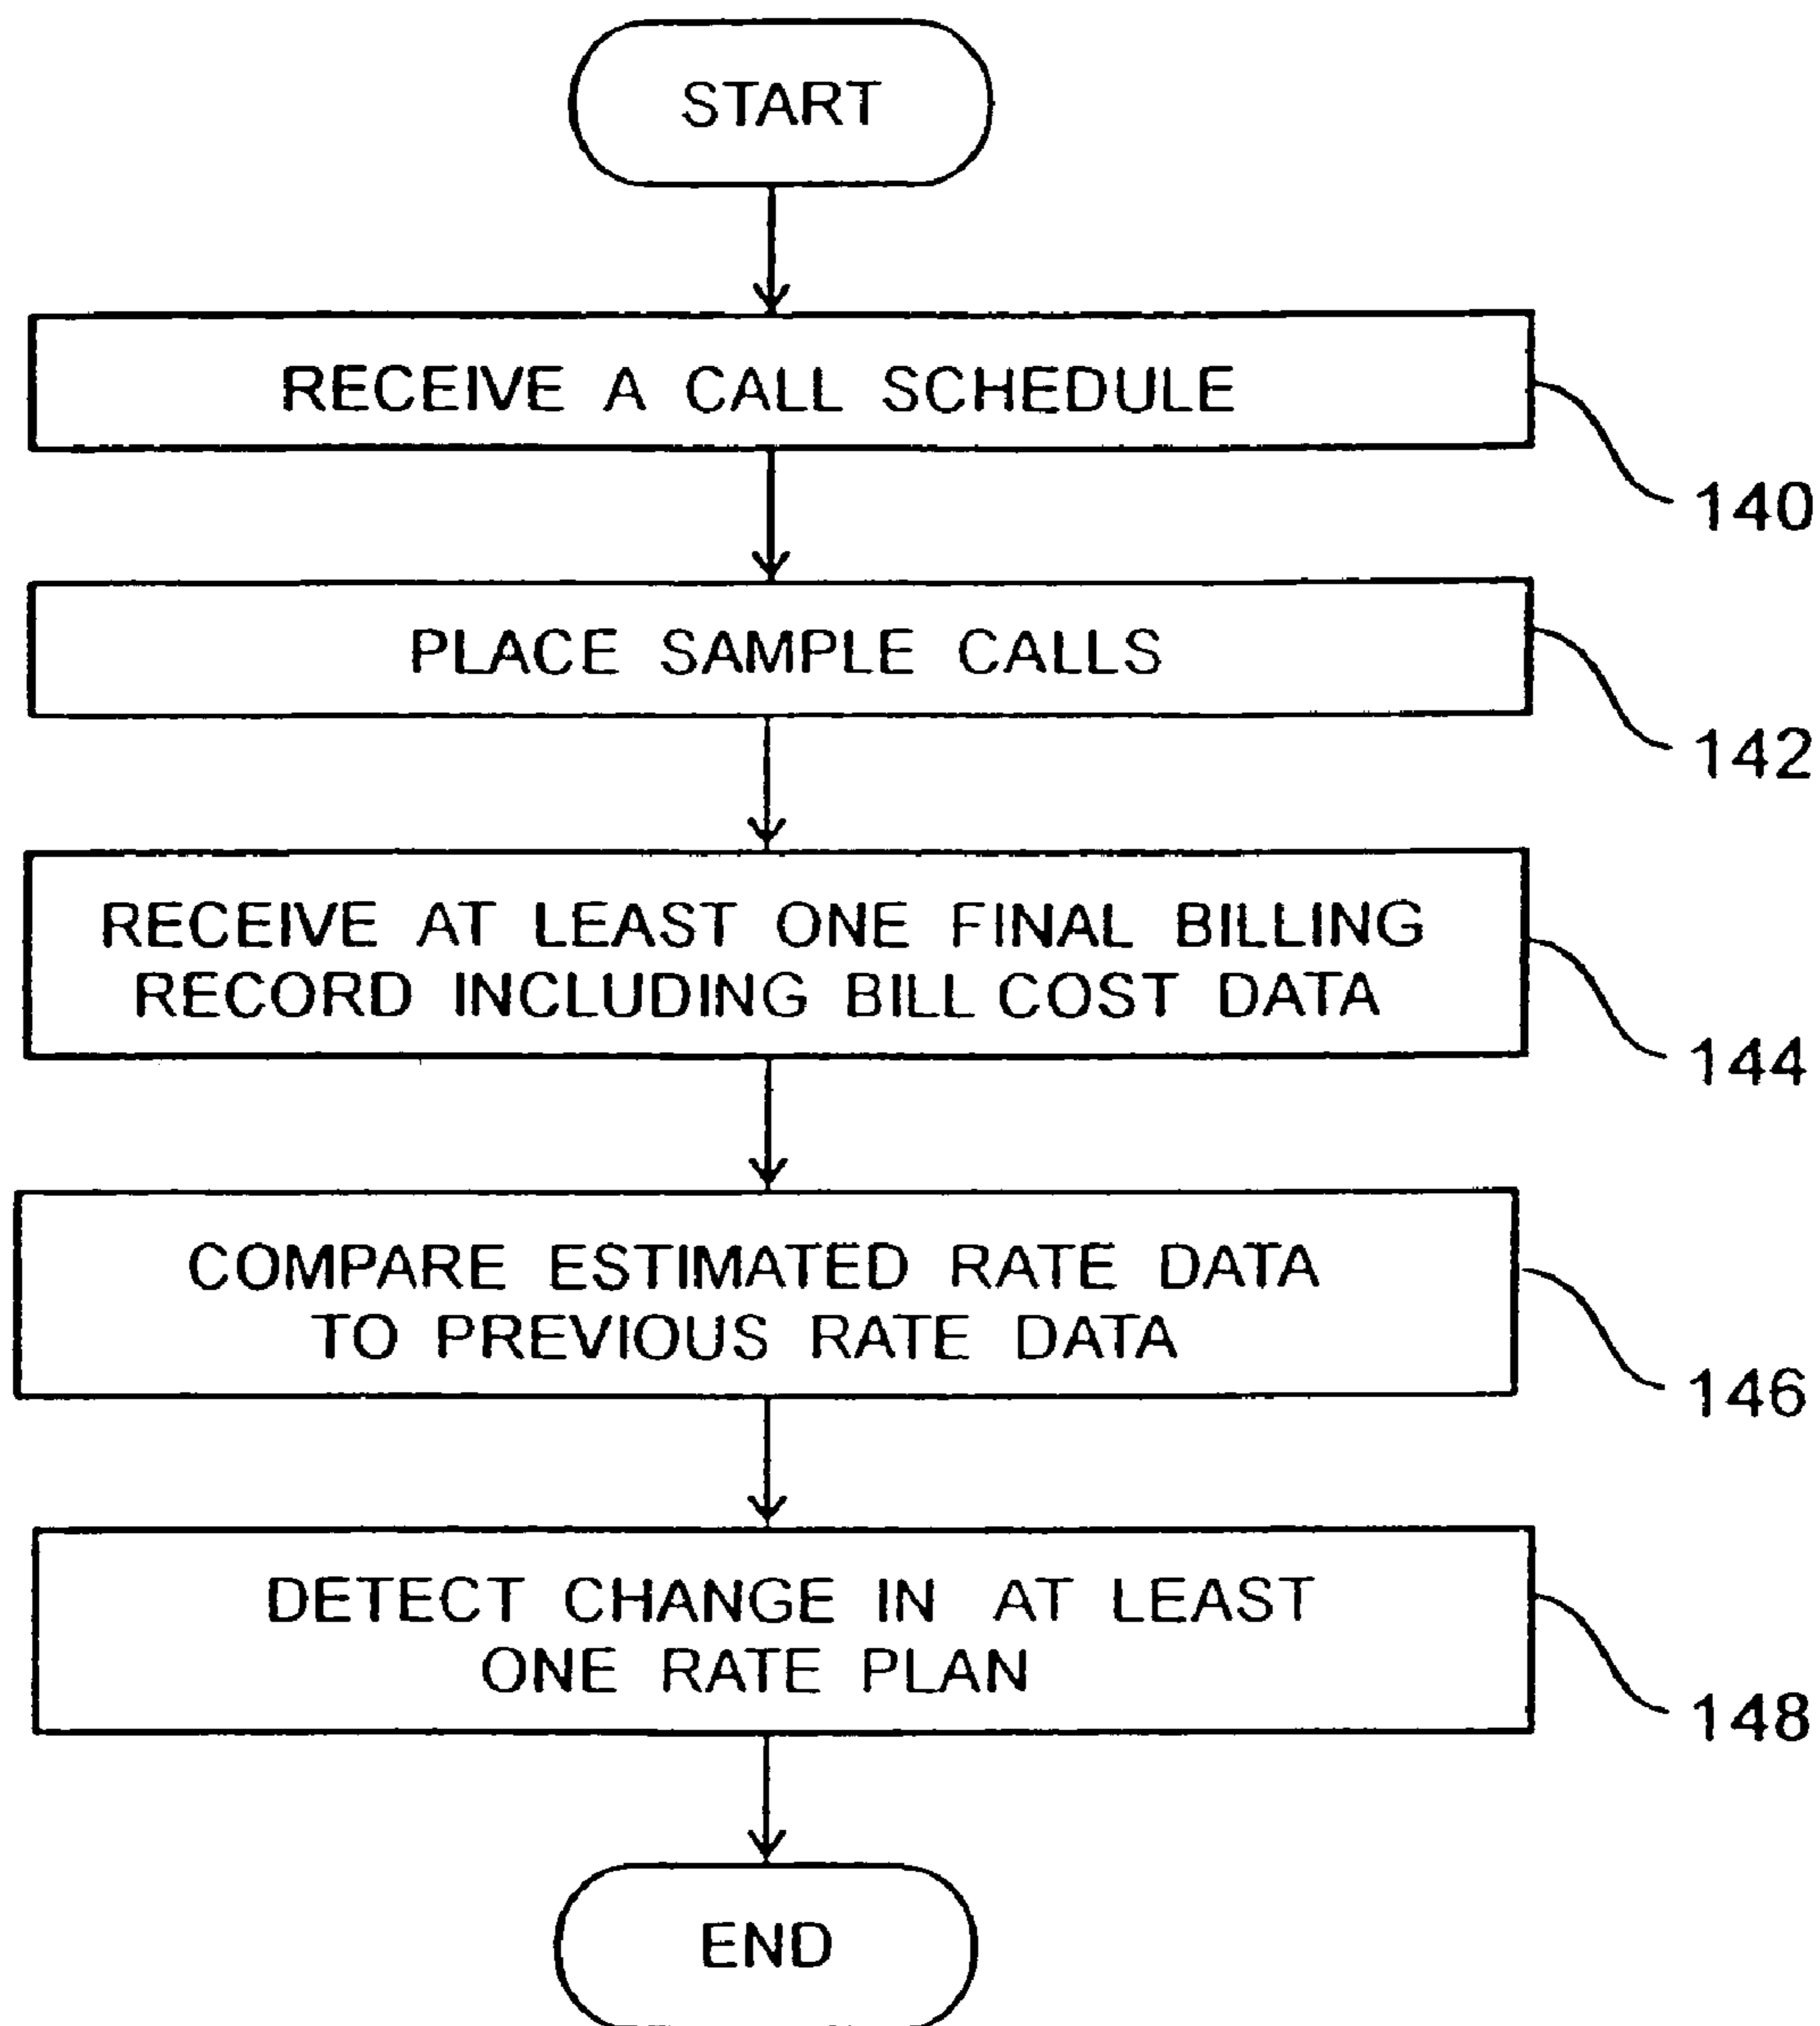 START
RECEIVE A CALL SCHEDULE
140
PLACE SAMPLE CALLS
142
RECEIVE AT LEAST ONE FINAL BILLING
RECORD INCLUDING BILL COST DATA
144
COMPARE ESTIMATED RATE DATA
TO PREVIOUS RATE DATA
146
DETECT CHANGE IN AT LEAST
ONE RATE PLAN
148
END